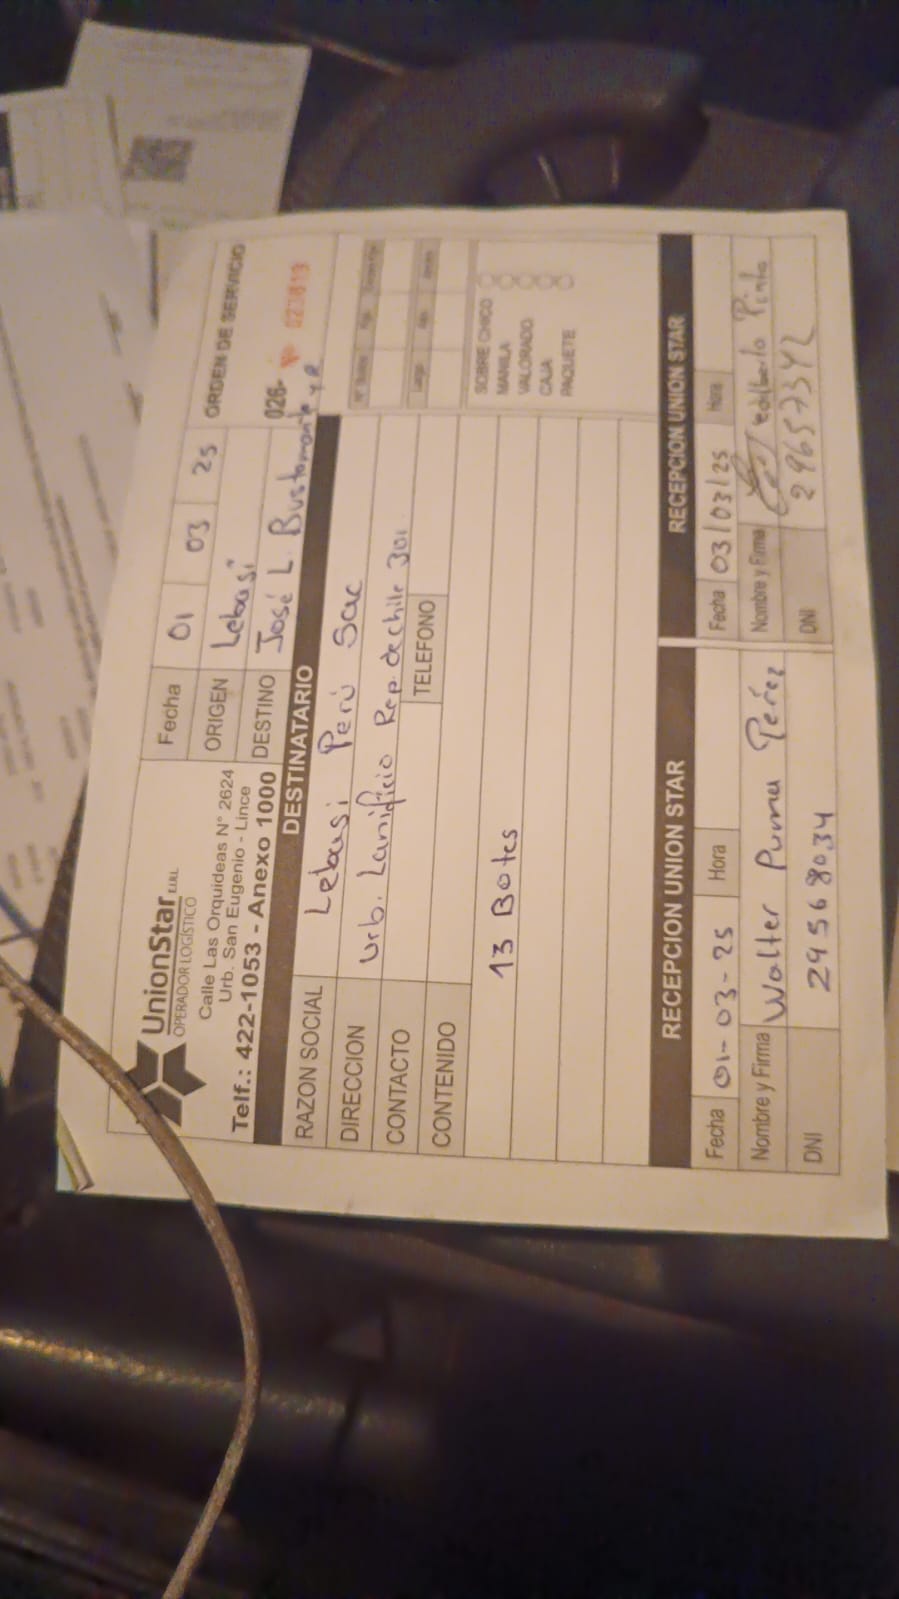 UnionStar E.I.R.L.
OPERADOR LOGÍSTICO
Calle Las Orquideas N° 2624
Urb. San Eugenio - Lince
Telf.: 422-1053 - Anexo 1000
Fecha 01 03 25
ORIGEN Lebasi
DESTINO José L. Bustamante y R
ORDEN DE SERVICIO
026-
DESTINATARIO
RAZON SOCIAL Lebasi Perú Sac
DIRECCION Urb. Lanificio Rep. de chile 301
CONTACTO
TELEFONO
CONTENIDO
13 Botes
SOBRE CHICO
MANILA
VALORADO
CAJA
PAQUETE
RECEPCION UNION STAR
Fecha 01-03-25 Hora
Nombre y Firma Walter Puma Perez
DNI 29568034
RECEPCION UNION STAR
Fecha 03/03/25 Hora
Nombre y Firma edilberto Pinto
DNI 29657342